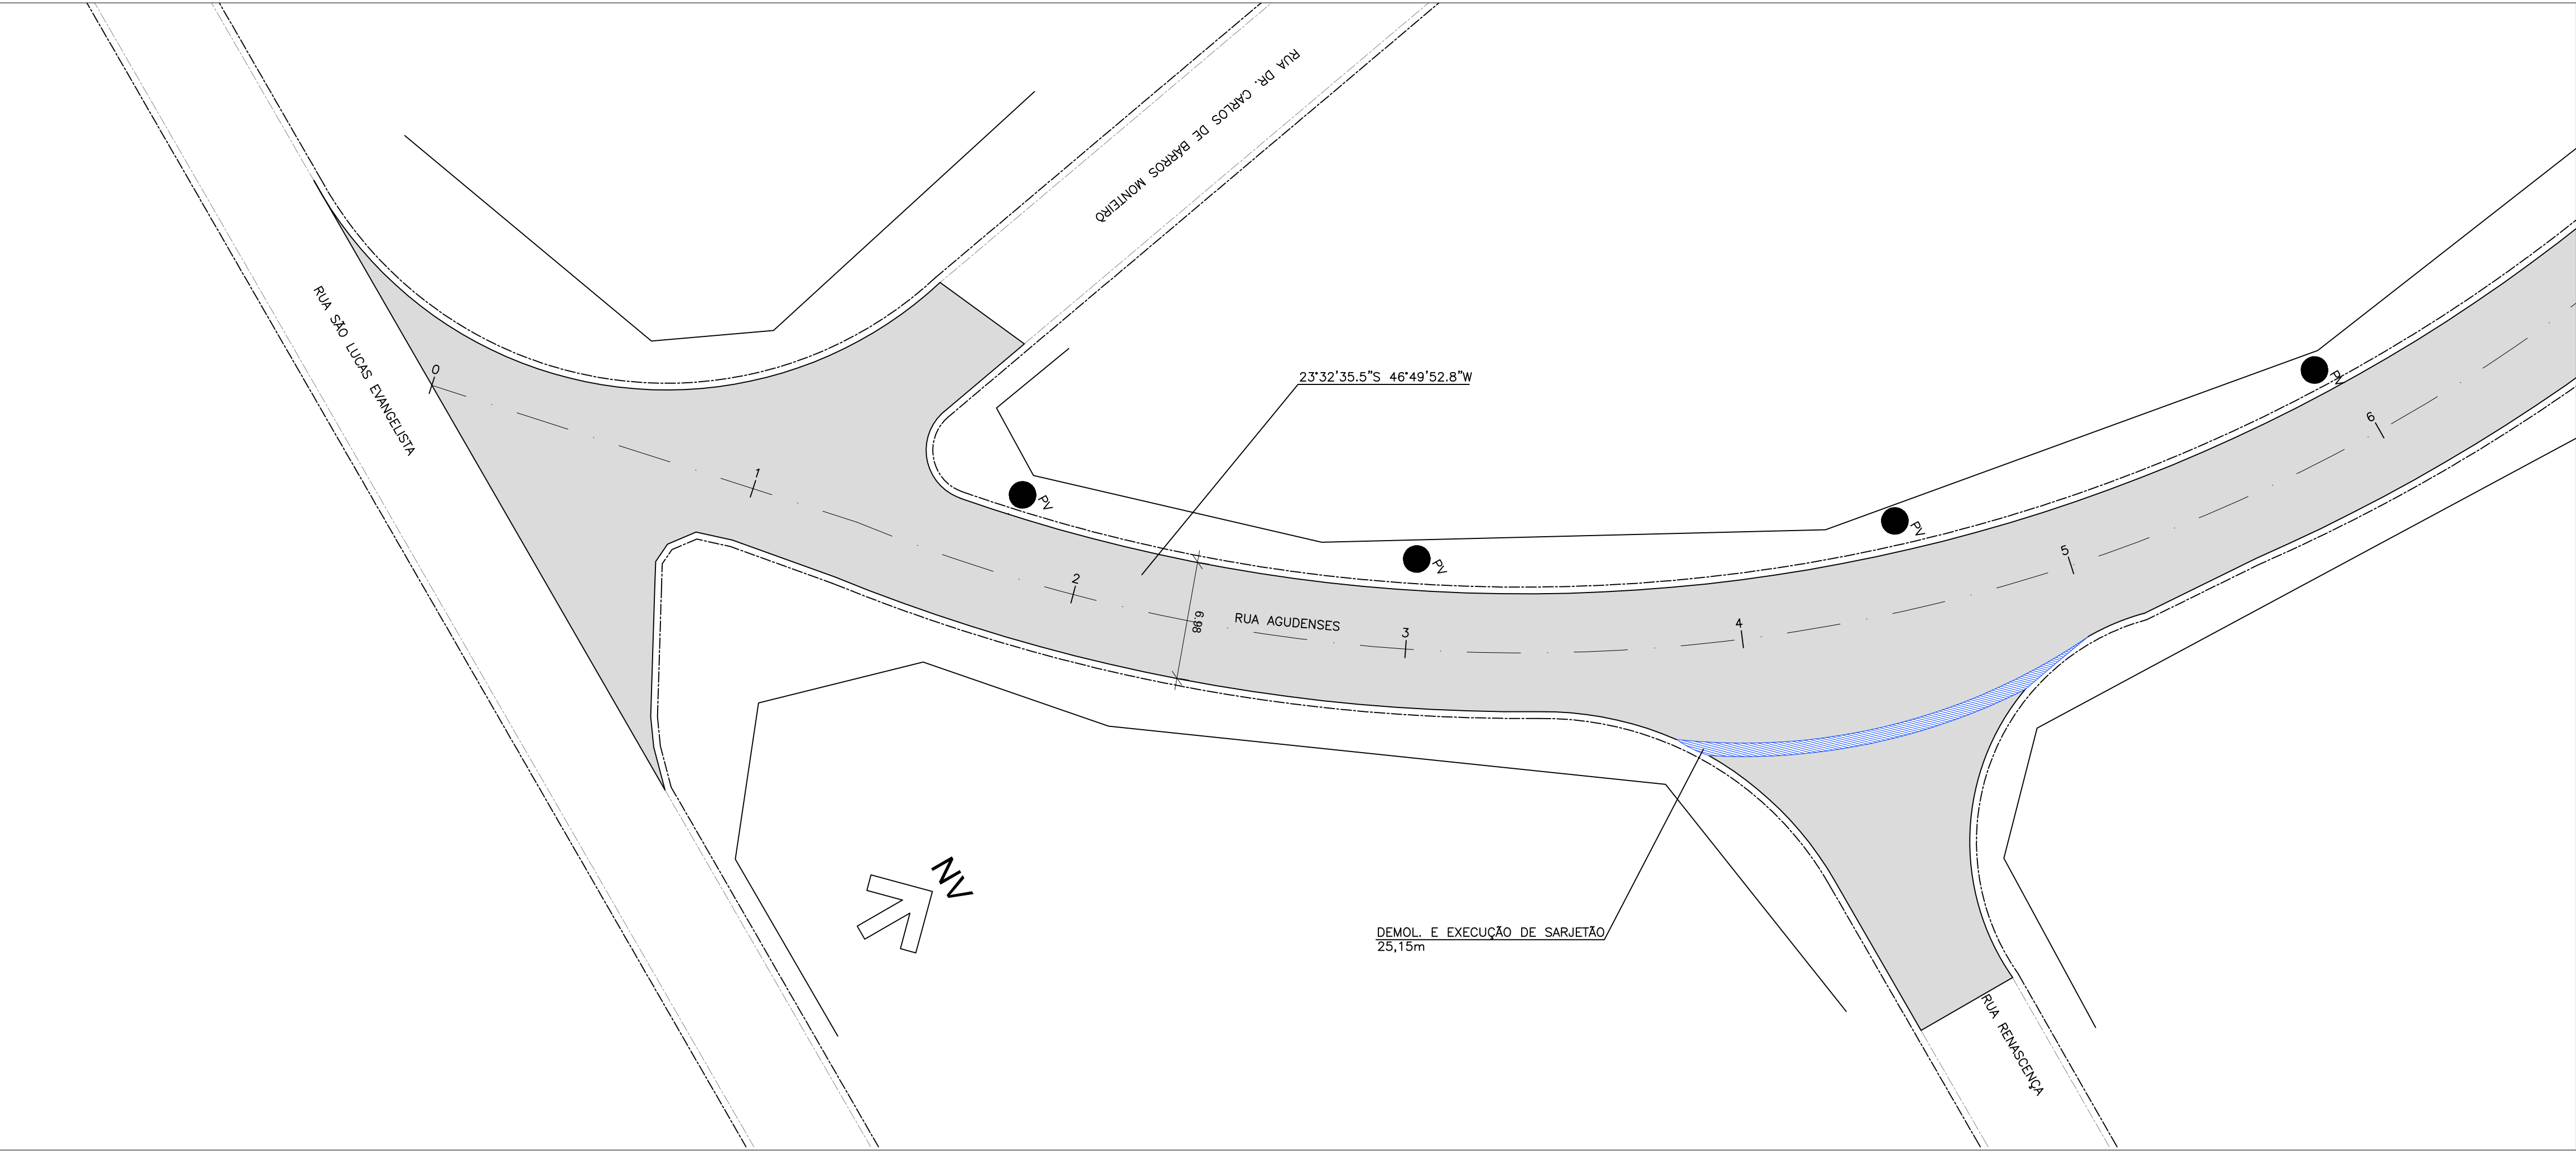 RUA DR. CARLOS DE BARROS MONTEIRO
RUA SÃO LUCAS EVANGELISTA
0
23°32'35.5"S 46°49'52.8"W
PV
6
1
PV
PV
5
PV
2
6.98
RUA AGUDENSES
3
4
NV
DEMOL. E EXECUÇÃO DE SARJETÃO
25,15m
RUA RENASCENÇA